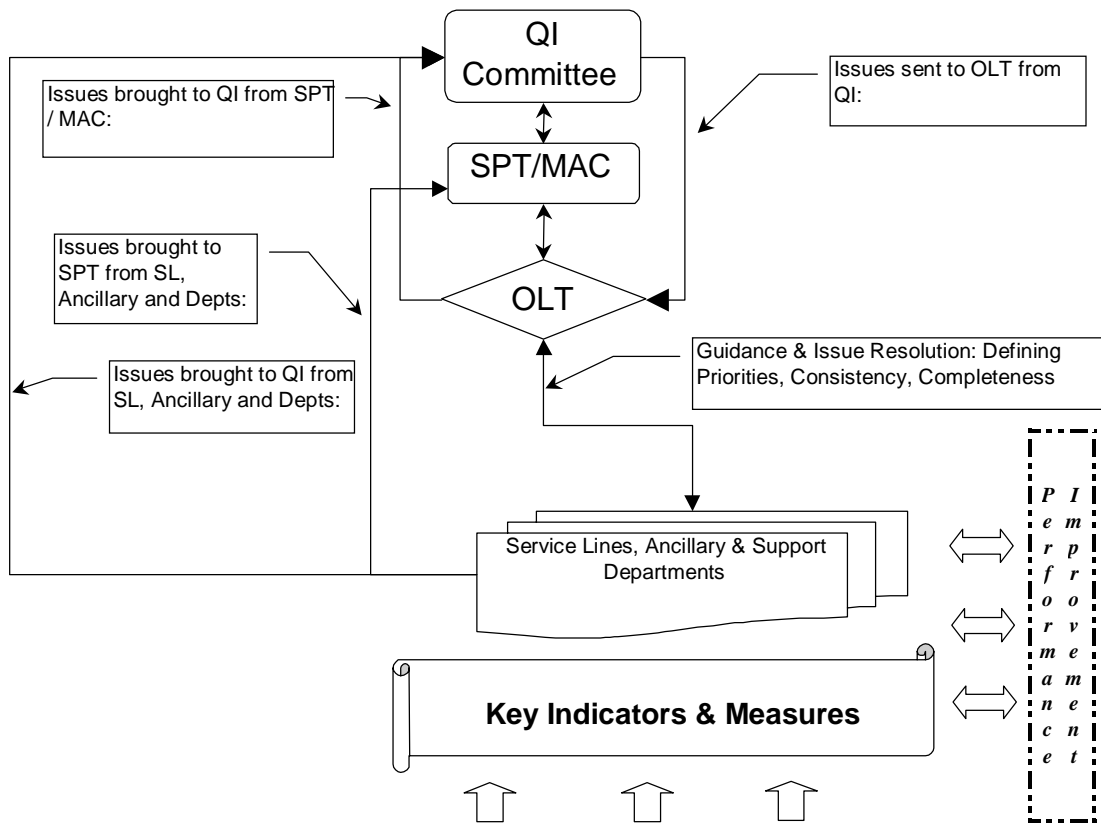 QI
Committee
Issues sent to OLT from
QI:
Issues brought to QI from SPT
/ MAC:
SPT/MAC
Issues brought to
SPT from SL,
Ancillary and Depts:
OLT
Guidance & Issue Resolution: Defining
Priorities, Consistency, Completeness
Issues brought to QI from
SL, Ancillary and Depts:
Service Lines, Ancillary & Support
Departments
Performance
Improvement
Key Indicators & Measures